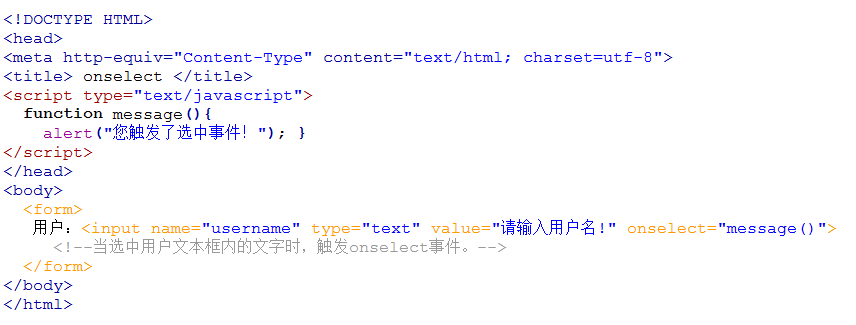 <!DOCTYPE HTML>
<head>
<meta http-equiv="Content-Type" content="text/html; charset=utf-8">
<title> onselect </title>
<script type="text/javascript">
  function message(){
    alert("您触发了选中事件！"); }
</script>
</head>
<body>
  <form>
   用户：<input name="username" type="text" value="请输入用户名!" onselect="message()">
     <!--当选中用户文本框内的文字时，触发onselect事件。-->
  </form>
</body>
</html>